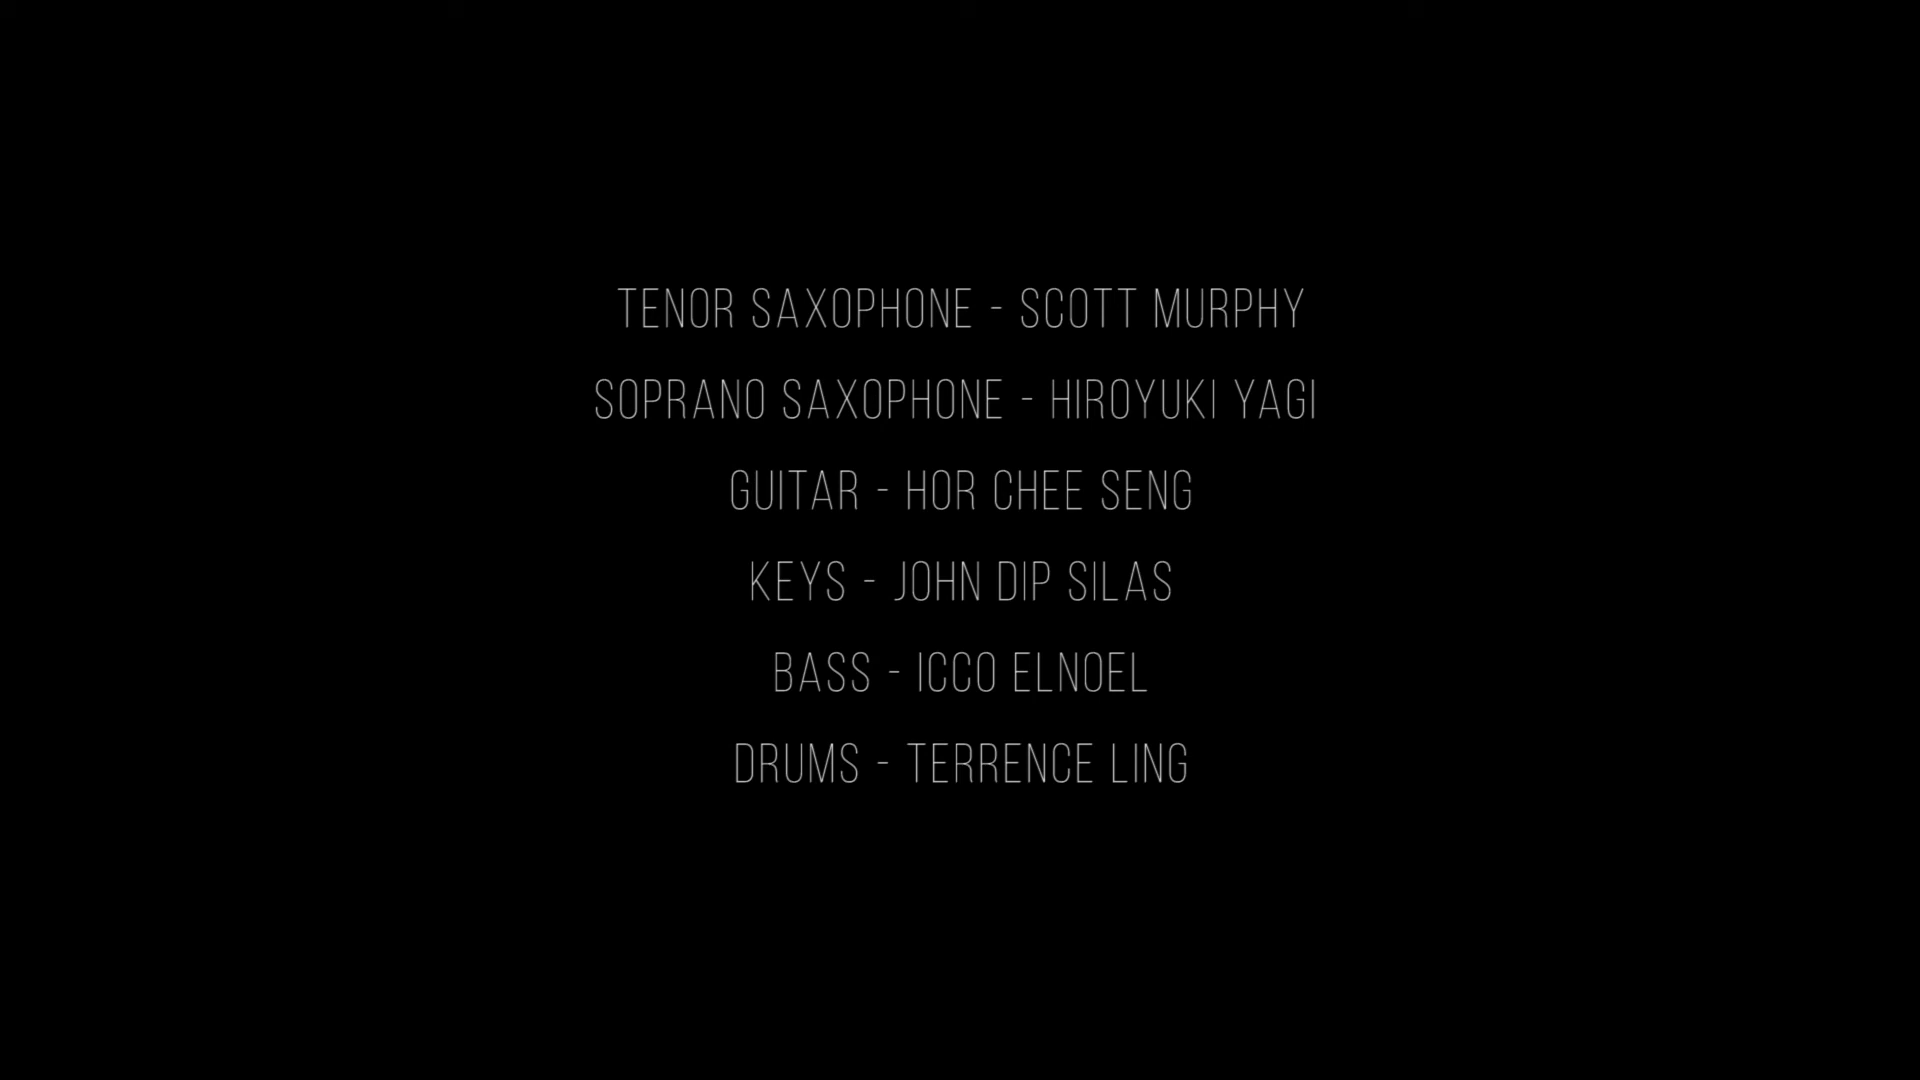 TENOR SAXOPHONE - SCOTT MURPHY
SOPRANO SAXOPHONE - HIROYUKI YAGI
GUITAR - HOR CHEE SENG
KEYS - JOHN DIP SILAS
BASS - ICCO ELNOEL
DRUMS - TERRENCE LING